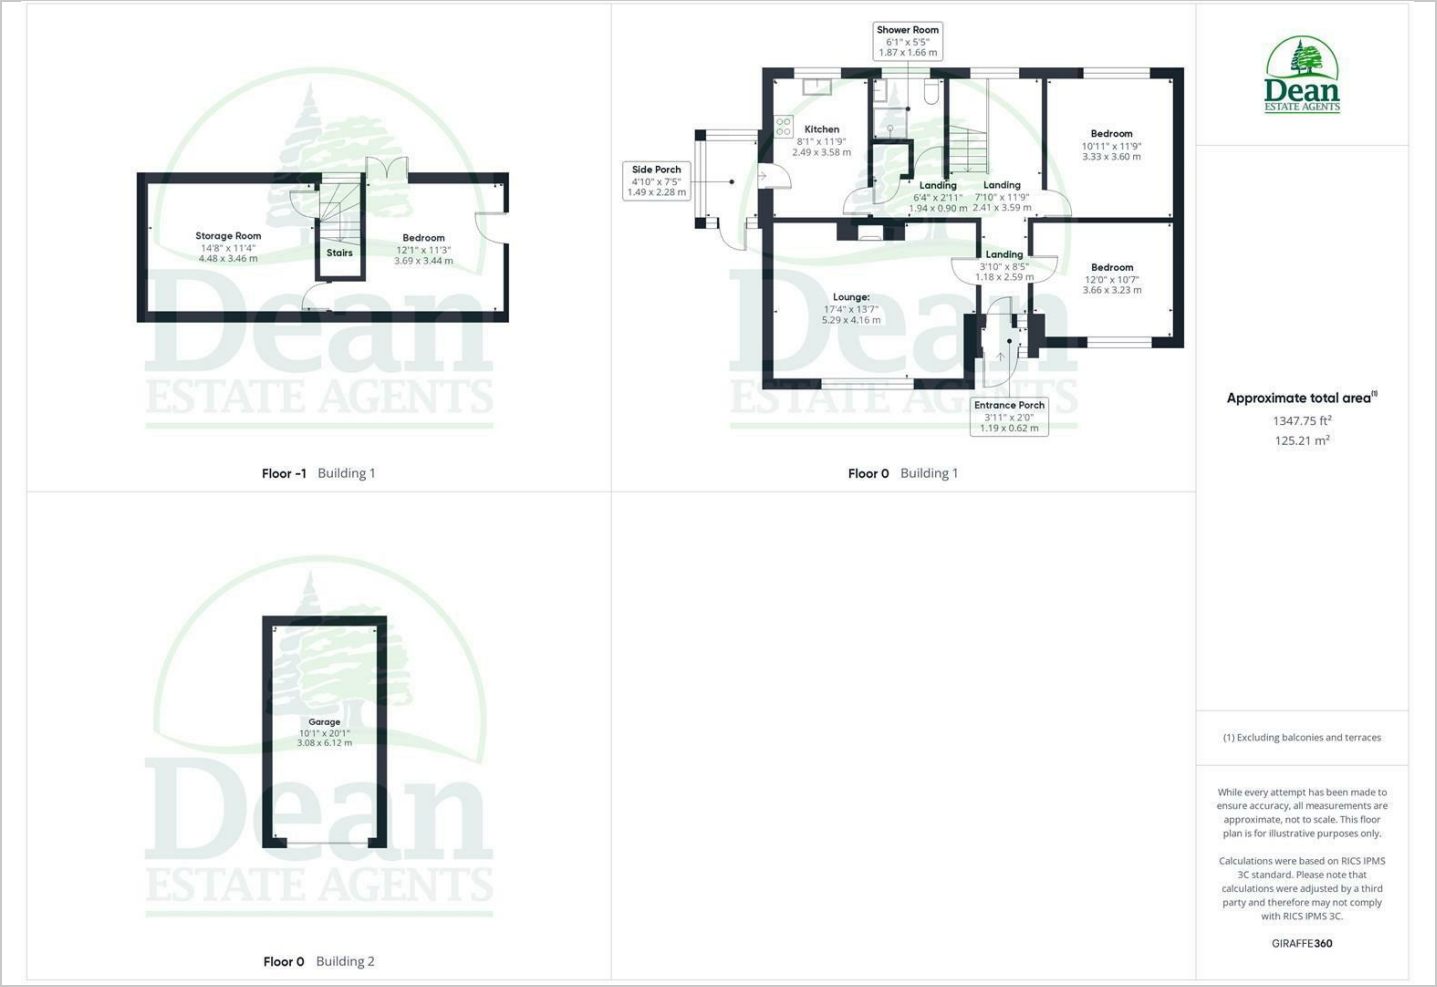 Storage Room
14'8" x 11'4"
4.48 x 3.46 m
Stairs
Bedroom
12'1" x 11'3"
3.69 x 3.44 m
Dean
ESTATE AGENTS
Floor -1 Building 1
Shower Room
6'1" x 5'5"
1.87 x 1.66 m
Kitchen
8'1" x 11'9"
2.49 x 3.58 m
Side Porch
4'10" x 7'5"
1.49 x 2.28 m
Landing
6'4" x 2'11"
1.94 x 0.90 m
Landing
7'10" x 11'9"
2.41 x 3.59 m
Bedroom
10'11" x 11'9"
3.33 x 3.60 m
Landing
3'10" x 8'5"
1.18 x 2.59 m
Bedroom
12'0" x 10'7"
3.66 x 3.23 m
Lounge:
17'4" x 13'7"
5.29 x 4.16 m
Entrance Porch
3'11" x 2'0"
1.19 x 0.62 m
Dean
ESTATE AGENTS
Floor 0 Building 1
Garage
10'1" x 20'1"
3.08 x 6.12 m
Dean
ESTATE AGENTS
Floor 0 Building 2
Dean
ESTATE AGENTS
Approximate total area(1)
1347.75 ft²
125.21 m²
(1) Excluding balconies and terraces
While every attempt has been made to
ensure accuracy, all measurements are
approximate, not to scale. This floor
plan is for illustrative purposes only.
Calculations were based on RICS IPMS
3C standard. Please note that
calculations were adjusted by a third
party and therefore may not comply
with RICS IPMS 3C.
GIRAFFE360